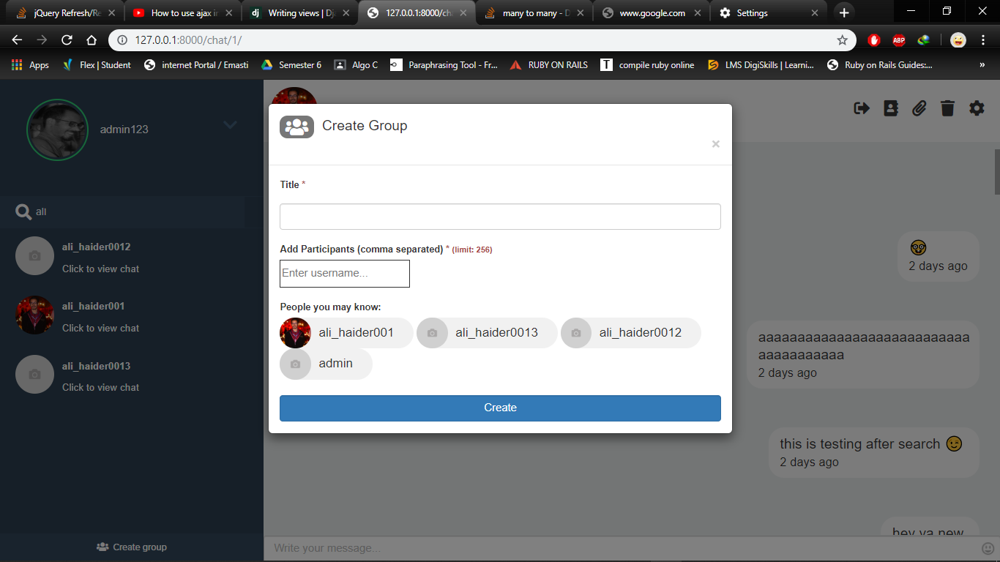 jQuery Refresh/Re
How to use ajax in
Writing views | Dja
127.0.0.1:8000/cha
many to many - D
www.google.com
Settings
127.0.0.1:8000/chat/1/
Apps
Flex | Student
internet Portal / Emasti
Semester 6
Algo C
Paraphrasing Tool - Fr...
RUBY ON RAILS
compile ruby online
LMS DigiSkills | Learni...
Ruby on Rails Guides:...
»
admin123
all
ali_haider0012
Click to view chat
ali_haider001
Click to view chat
ali_haider0013
Click to view chat
Create group
Create Group
×
Title *
Add Participants (comma separated) * (limit: 256)
Enter username...
People you may know:
ali_haider001 ali_haider0013 ali_haider0012
admin
Create
2 days ago
aaaaaaaaaaaaaaaaaaaaaaaaaaa
aaaaaaaaaaa
2 days ago
this is testing after search 😉
2 days ago
hey ya new
Write your message...